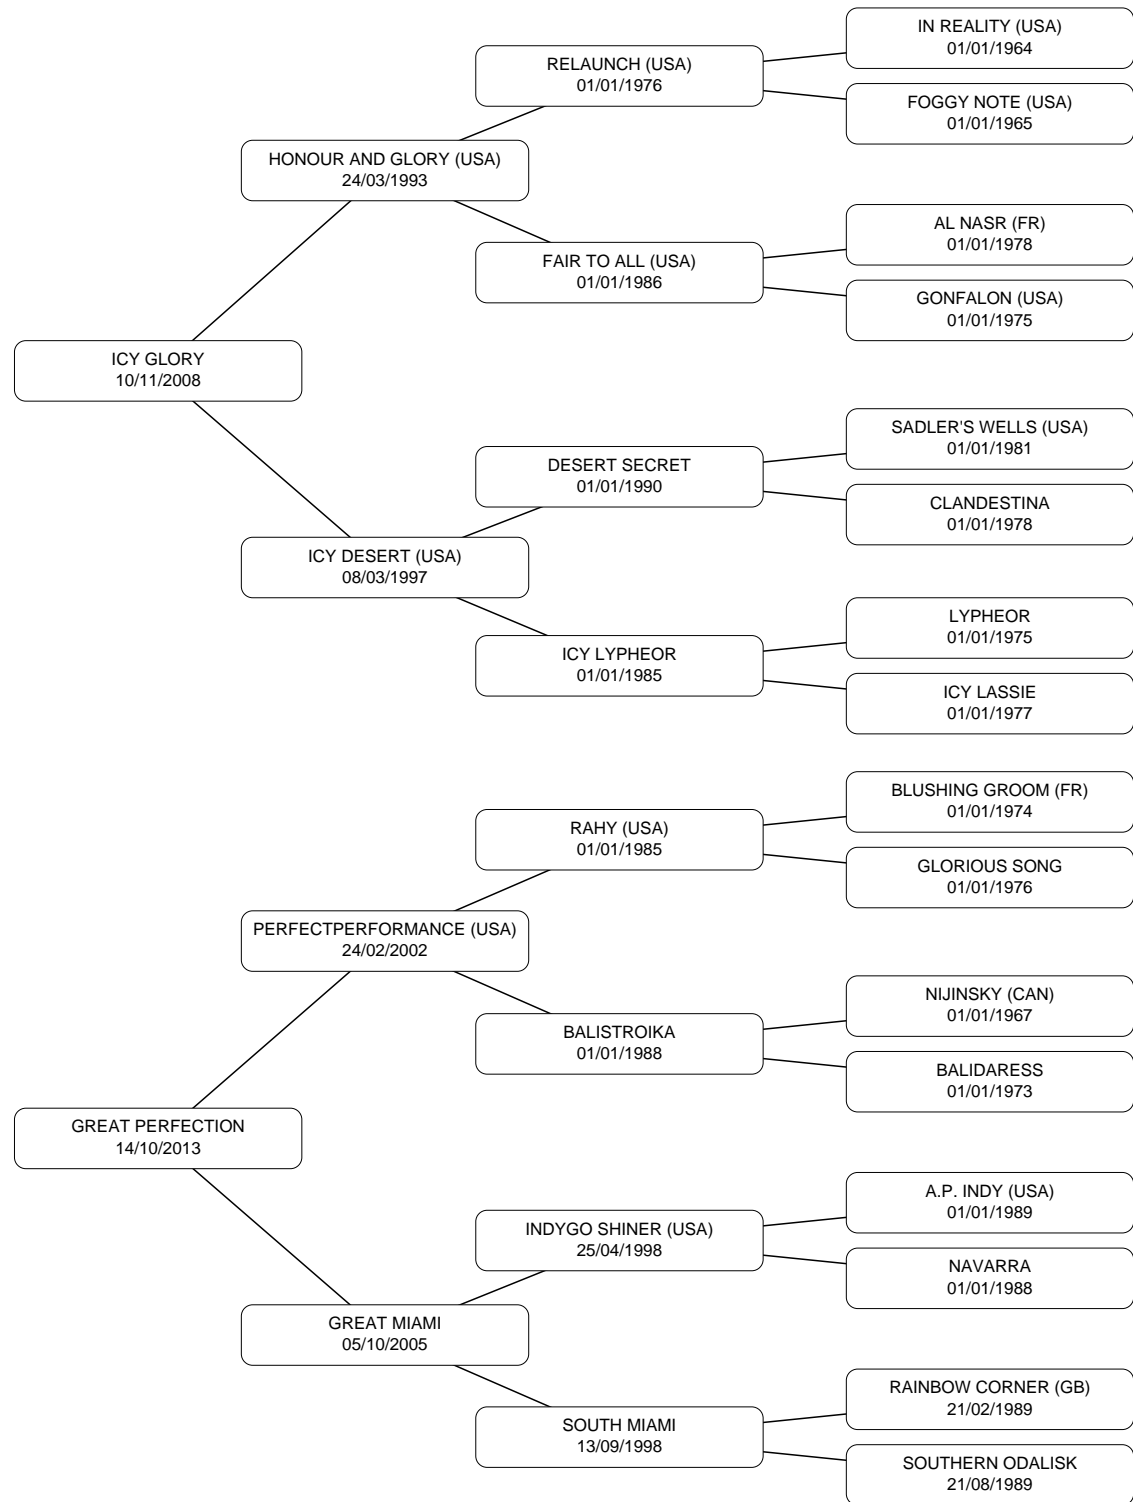 IN REALITY (USA)
01/01/1964
RELAUNCH (USA)
01/01/1976
FOGGY NOTE (USA)
01/01/1965
HONOUR AND GLORY (USA)
24/03/1993
AL NASR (FR)
01/01/1978
FAIR TO ALL (USA)
01/01/1986
GONFALON (USA)
01/01/1975
ICY GLORY
10/11/2008
SADLER'S WELLS (USA)
01/01/1981
DESERT SECRET
01/01/1990
CLANDESTINA
01/01/1978
ICY DESERT (USA)
08/03/1997
LYPHEOR
01/01/1975
ICY LYPHEOR
01/01/1985
ICY LASSIE
01/01/1977
BLUSHING GROOM (FR)
01/01/1974
RAHY (USA)
01/01/1985
GLORIOUS SONG
01/01/1976
PERFECTPERFORMANCE (USA)
24/02/2002
NIJINSKY (CAN)
01/01/1967
BALISTROIKA
01/01/1988
BALIDARESS
01/01/1973
GREAT PERFECTION
14/10/2013
A.P. INDY (USA)
01/01/1989
INDYGO SHINER (USA)
25/04/1998
NAVARRA
01/01/1988
GREAT MIAMI
05/10/2005
RAINBOW CORNER (GB)
21/02/1989
SOUTH MIAMI
13/09/1998
SOUTHERN ODALISK
21/08/1989